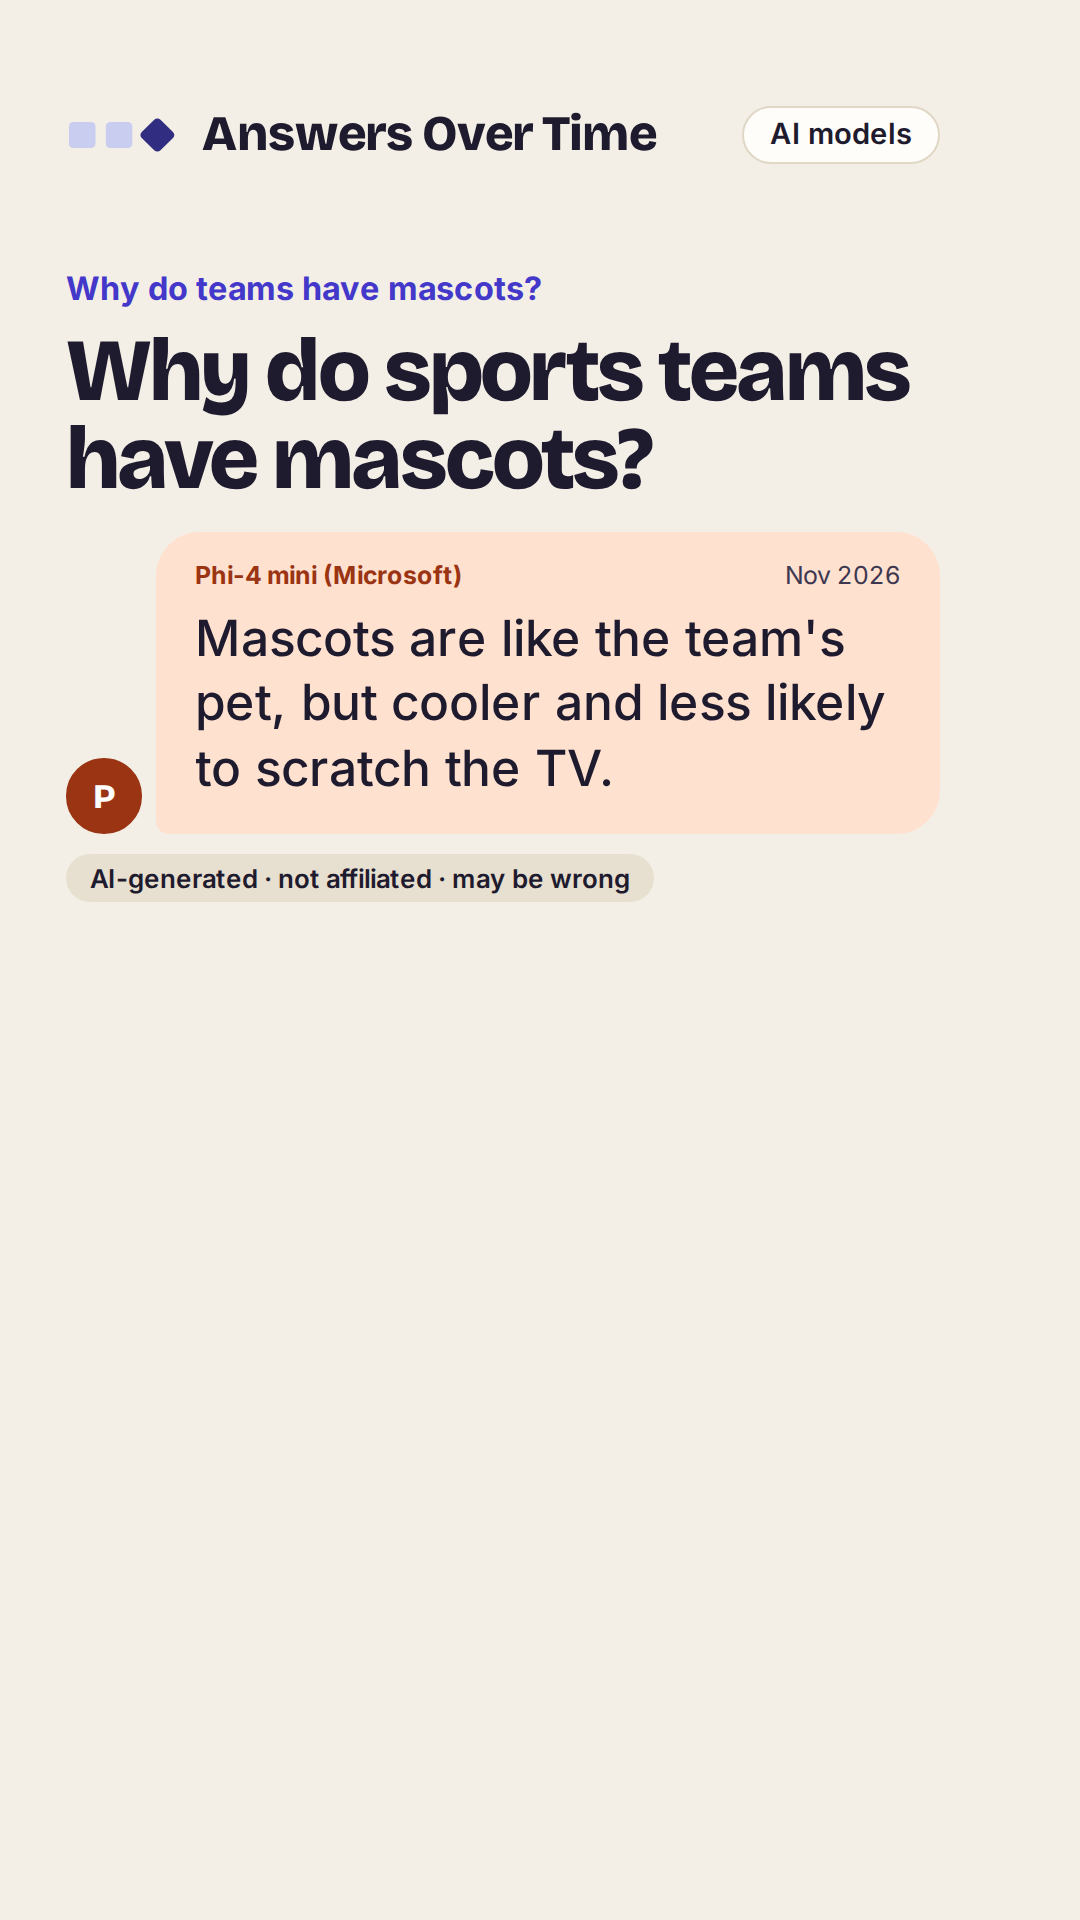 Answers Over Time
AI models
Why do teams have mascots?
Why do sports teams
have mascots?
Phi-4 mini (Microsoft)
Nov 2026
Mascots are like the team's
pet, but cooler and less likely
to scratch the TV.
P
AI-generated · not affiliated · may be wrong